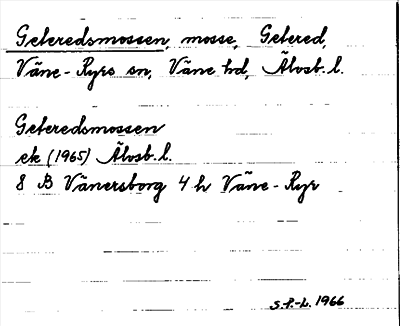 Geteredsmossen, mosse, Getered,
Väne-Ryrs sn, Väne hd, Älvsb. l.
Geteredsmossen
ek (1965) Älvsb. l.
8 B Vänersborg 4 h Väne-Ryr
S.P.-L. 1966